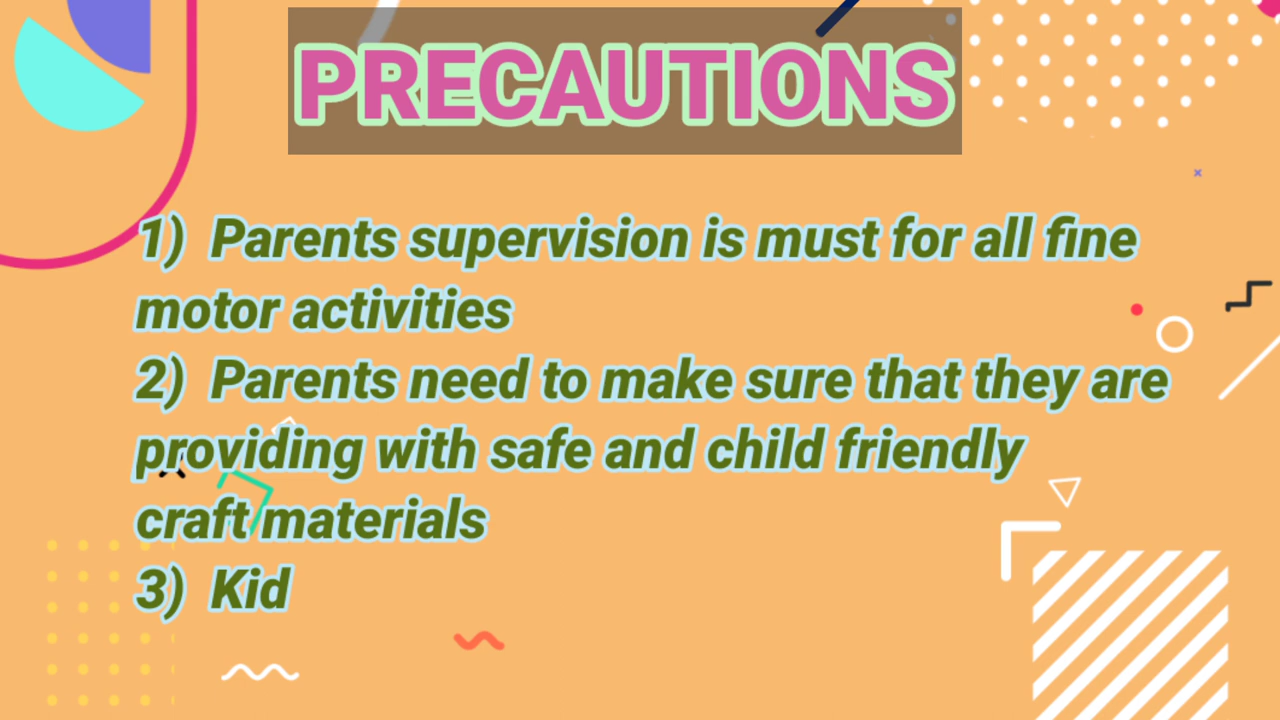 PRECAUTIONS
1) Parents supervision is must for all fine
motor activities
2) Parents need to make sure that they are
providing with safe and child friendly
craft materials
3) Kid